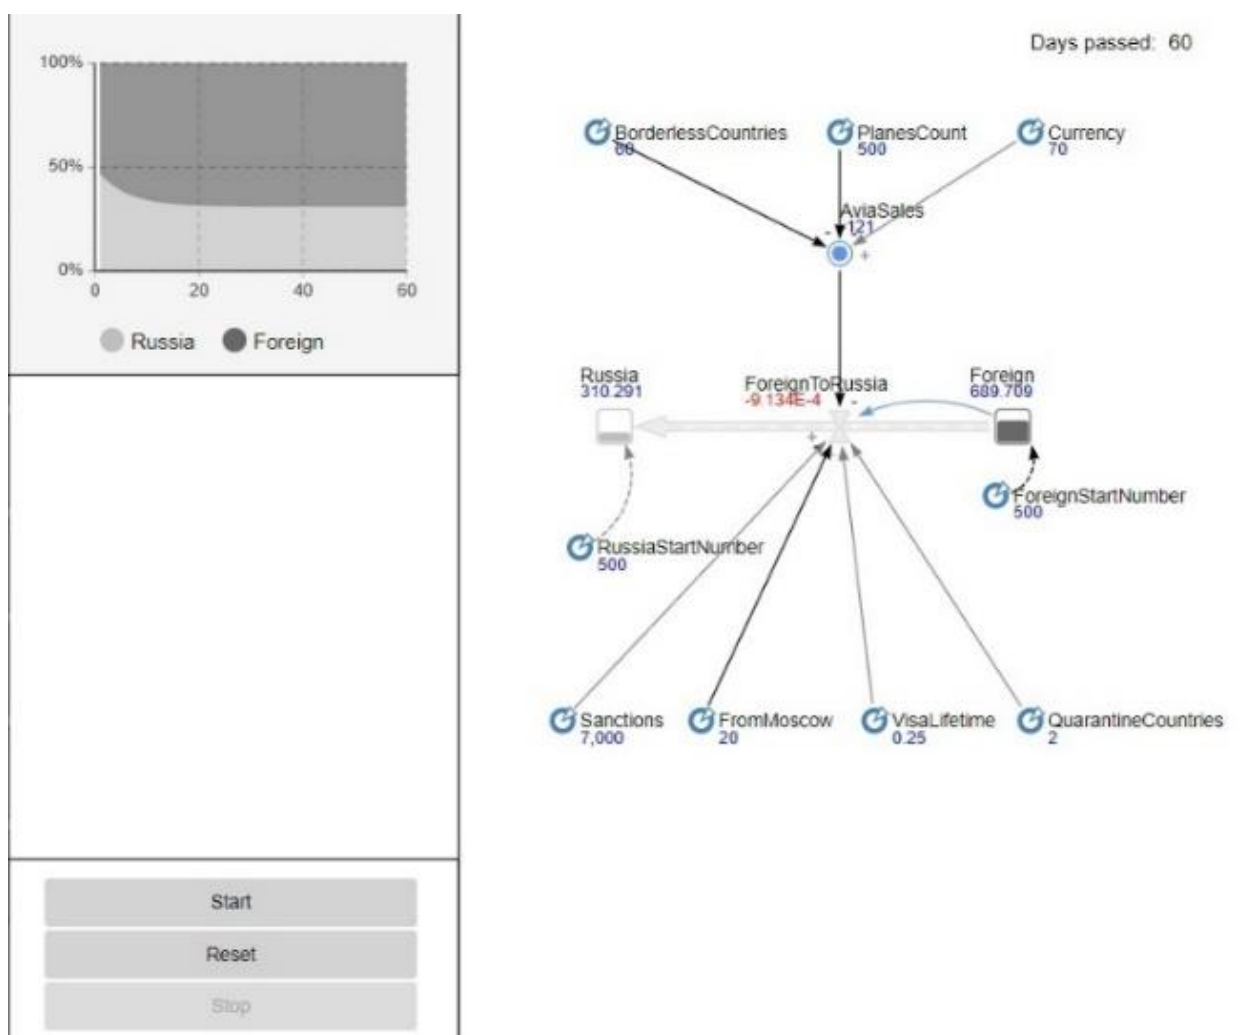 100%
50%
0%
0 20 40 60
Russia Foreign
Start
Reset
Stop
Days passed: 60
BorderlessCountries
60
PlanesCount
500
Currency
70
AviaSales
121
-
+
Russia
310.291
ForeignToRussia
-9.134E-4
-
+
Foreign
689.709
ForeignStartNumber
500
RussiaStartNumber
500
Sanctions
7,000
FromMoscow
20
VisaLifetime
0.25
QuarantineCountries
2